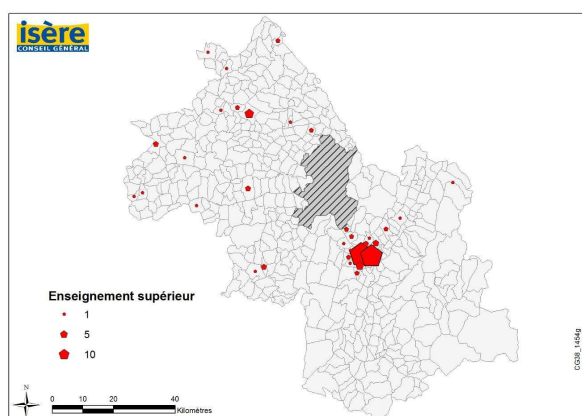 isère
CONSEIL GÉNÉRAL
Enseignement supérieur
1
5
10
N
0 10 20 40
Kilomètres
CG38_1454g